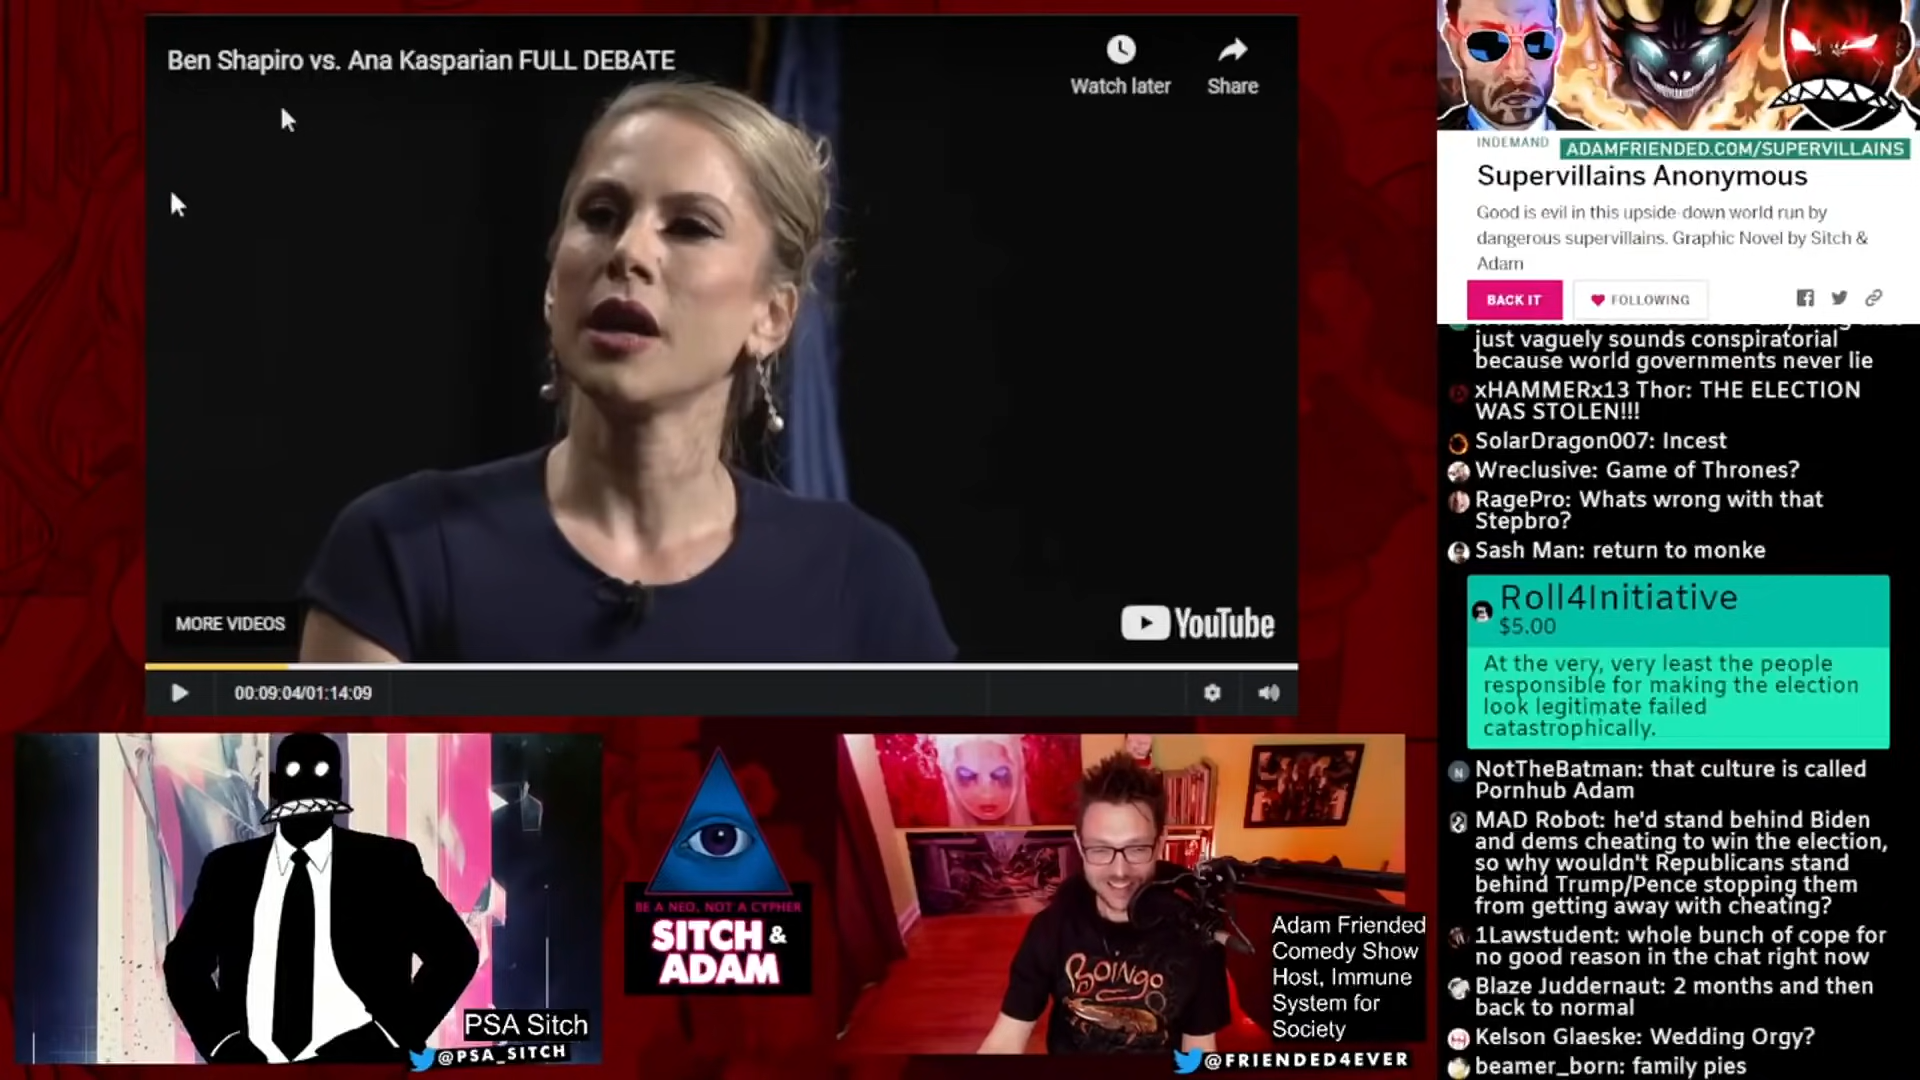 Ben Shapiro vs. Ana Kasparian FULL DEBATE
Watch later
Share
MORE VIDEOS
YouTube
00:09:04/01:14:09
PSA Sitch
@PSA_SITCH
BE A NEO, NOT A CYPHER
SITCH &
ADAM
Adam Friended
Comedy Show
Host, Immune
System for
Society
@FRIENDED4EVER
BOINGO
INDEMAND
ADAMFRIENDED.COM/SUPERVILLAINS
Supervillains Anonymous
Good is evil in this upside-down world run by
dangerous supervillains. Graphic Novel by Sitch &
Adam
BACK IT
FOLLOWING
just vaguely sounds conspiratorial
because world governments never lie
xHAMMERx13 Thor: THE ELECTION
WAS STOLEN!!!
SolarDragon007: Incest
Wreclusive: Game of Thrones?
RagePro: Whats wrong with that
Stepbro?
Sash Man: return to monke
Roll4Initiative
$5.00
At the very, very least the people
responsible for making the election
look legitimate failed
catastrophically.
N
NotTheBatman: that culture is called
Pornhub Adam
MAD Robot: he'd stand behind Biden
and dems cheating to win the election,
so why wouldn't Republicans stand
behind Trump/Pence stopping them
from getting away with cheating?
1Lawstudent: whole bunch of cope for
no good reason in the chat right now
Blaze Juddernaut: 2 months and then
back to normal
Kelson Glaeske: Wedding Orgy?
beamer_born: family pies